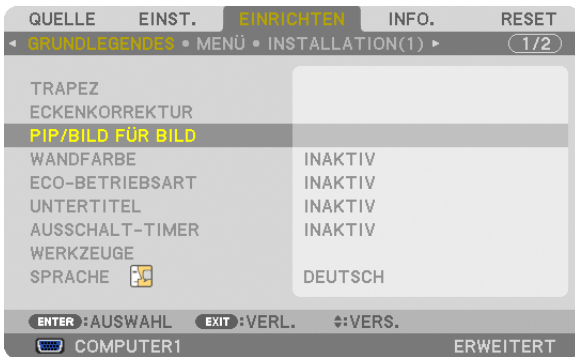 QUELLE EINST. EINRICHTEN INFO. RESET
GRUNDLEGENDES • MENÜ • INSTALLATION(1) 1/2
TRAPEZ
ECKENKORREKTUR
PIP/BILD FÜR BILD
WANDFARBE INAKTIV
ECO-BETRIEBSART INAKTIV
UNTERTITEL INAKTIV
AUSSCHALT-TIMER INAKTIV
WERKZEUGE
SPRACHE DEUTSCH
ENTER:AUSWAHL EXIT:VERL. :VERS.
COMPUTER1 ERWEITERT